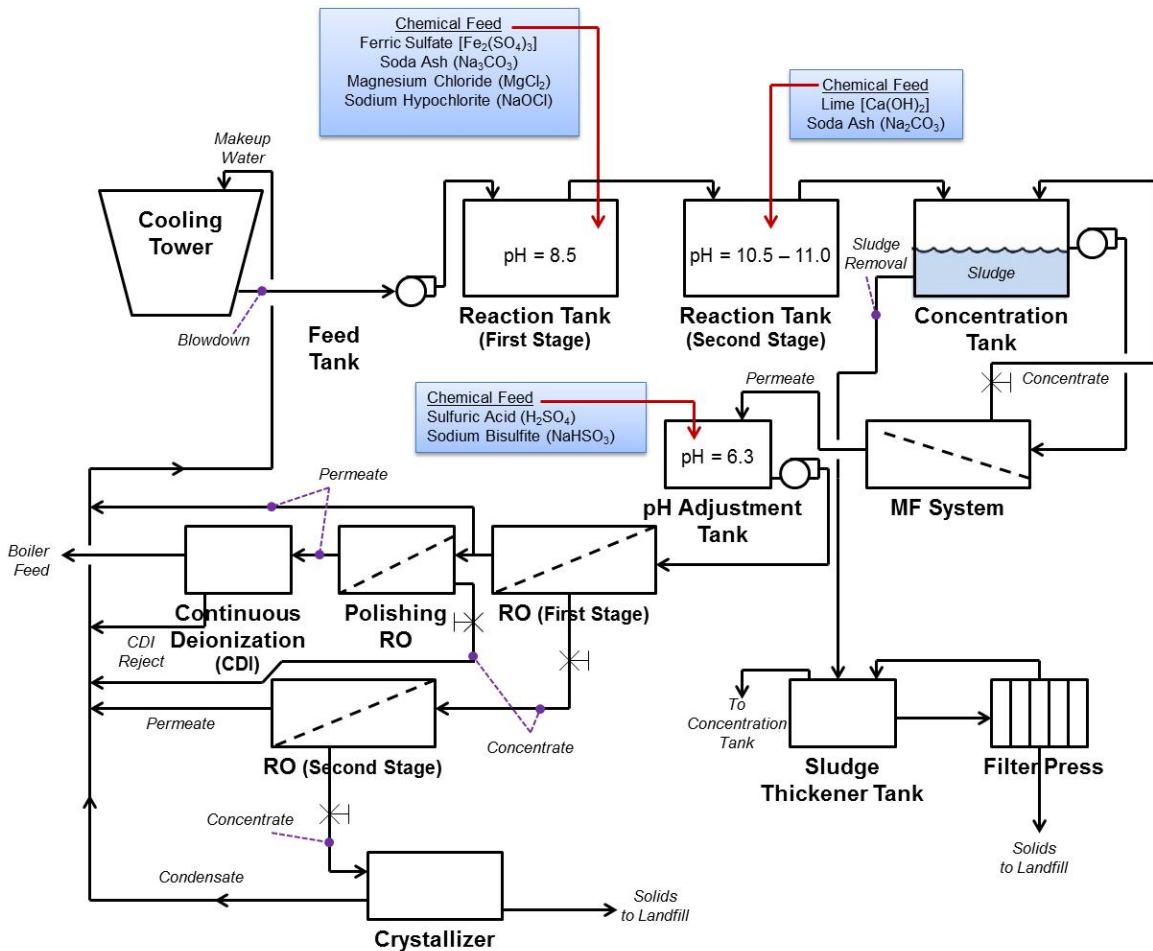 Chemical Feed
Ferric Sulfate [Fe₂(SO₄)₃]
Soda Ash (Na₃CO₃)
Magnesium Chloride (MgCl₂)
Sodium Hypochlorite (NaOCl)
Chemical Feed
Lime [Ca(OH)₂]
Soda Ash (Na₂CO₃)
Makeup
Water
Cooling
Tower
Blowdown
Feed
Tank
pH = 8.5
Reaction Tank
(First Stage)
pH = 10.5 – 11.0
Reaction Tank
(Second Stage)
Sludge
Removal
Sludge
Concentration
Tank
Chemical Feed
Sulfuric Acid (H₂SO₄)
Sodium Bisulfite (NaHSO₃)
Permeate
Concentrate
pH = 6.3
pH Adjustment
Tank
MF System
Permeate
Boiler
Feed
Continuous
Deionization
(CDI)
Polishing
RO
RO (First Stage)
CDI
Reject
Permeate
RO (Second Stage)
Concentrate
To
Concentration
Tank
Sludge
Thickener Tank
Filter Press
Concentrate
Solids
to Landfill
Condensate
Crystallizer
Solids
to Landfill